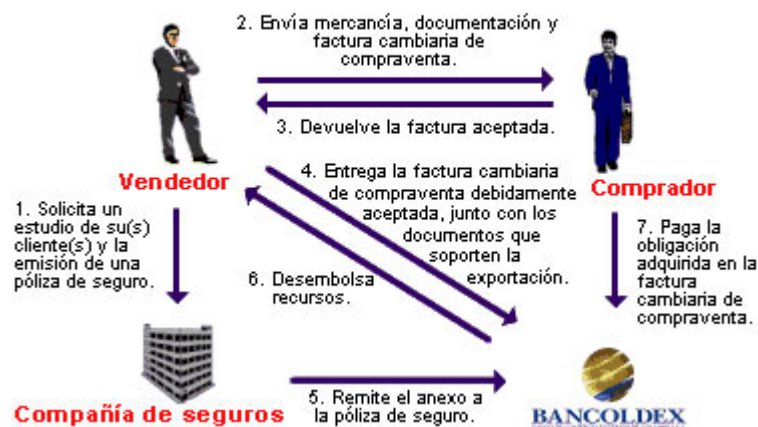 2. Envía mercancía, documentación y
factura cambiaria de
compraventa.
3. Devuelve la factura aceptada.
Vendedor
Comprador
4. Entrega la factura cambiaria
de compraventa debidamente
aceptada, junto con los
documentos que
soporten la
exportación.
1. Solicita un
estudio de su(s)
cliente(s) y la
emisión de una
póliza de seguro.
6. Desembolsa
recursos.
7. Paga la
obligación
adquirida en la
factura
cambiaria de
compraventa.
Compañía de seguros
5. Remite el anexo a
la póliza de seguro.
BANCOLDEX